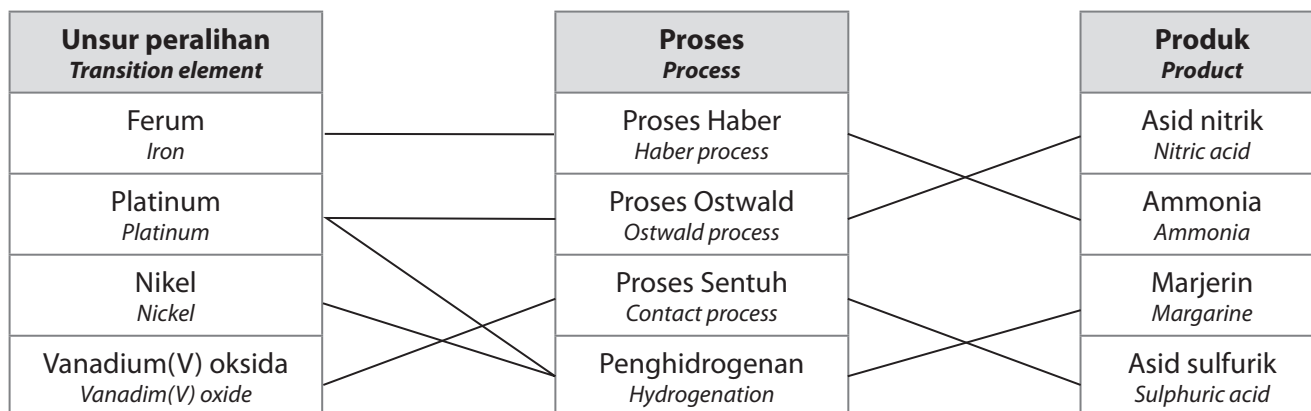 Unsur peralihan
Transition element
Ferum
Iron
Platinum
Platinum
Nikel
Nickel
Vanadium(V) oksida
Vanadim(V) oxide
Proses
Process
Proses Haber
Haber process
Proses Ostwald
Ostwald process
Proses Sentuh
Contact process
Penghidrogenan
Hydrogenation
Produk
Product
Asid nitrik
Nitric acid
Ammonia
Ammonia
Marjerin
Margarine
Asid sulfurik
Sulphuric acid